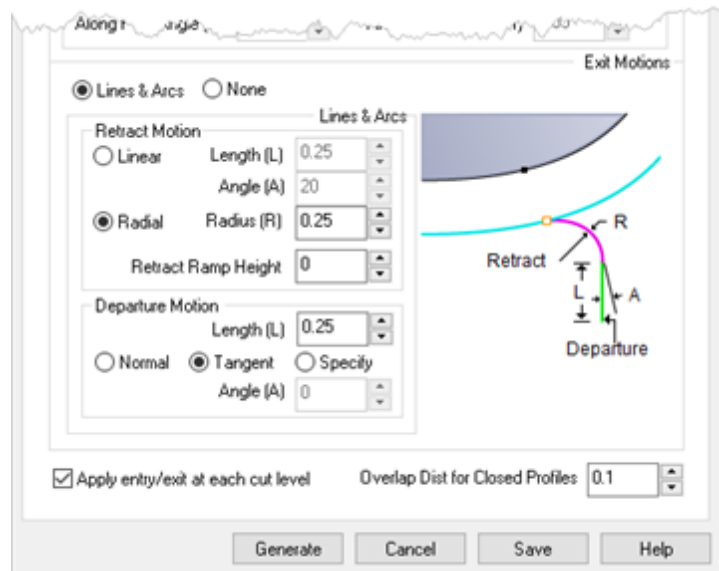 Along
Exit Motions
Lines & Arcs None
Lines & Arcs
Retract Motion
Linear Length (L) 0.25
Angle (A) 20
Radial Radius (R) 0.25
Retract Ramp Height 0
Departure Motion
Length (L) 0.25
Normal Tangent Specify
Angle (A) 0
R
Retract
L A
Departure
Apply entry/exit at each cut level Overlap Dist for Closed Profiles 0.1
Generate Cancel Save Help